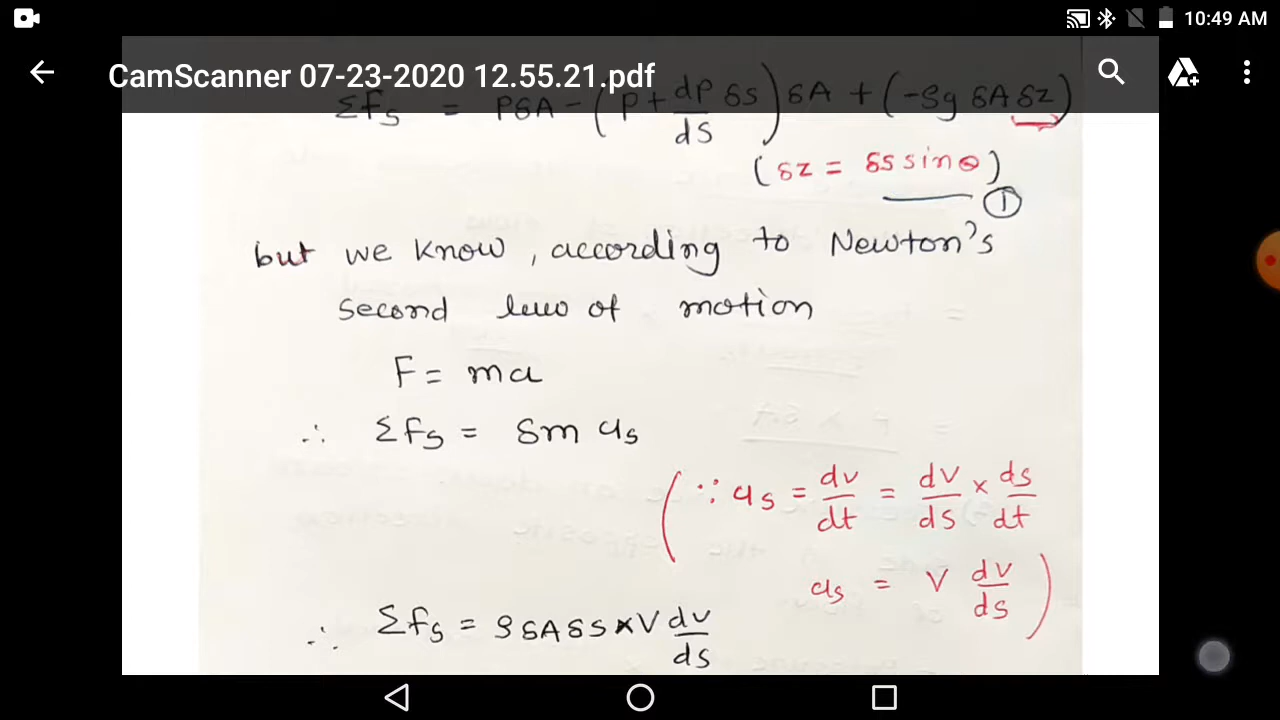 10:49 AM
CamScanner 07-23-2020 12.55.21.pdf
Σfs = PδA - (P + dP/ds δs) δA + (-ρg δA δz)
(δz = δs sinθ)
①
but we know, according to Newton's
second law of motion
F = ma
∴ Σfs = δm as
(∵ as = dv/dt = dv/ds × ds/dt
as = V dv/ds)
∴ Σfs = ρδAδs × V dv/ds